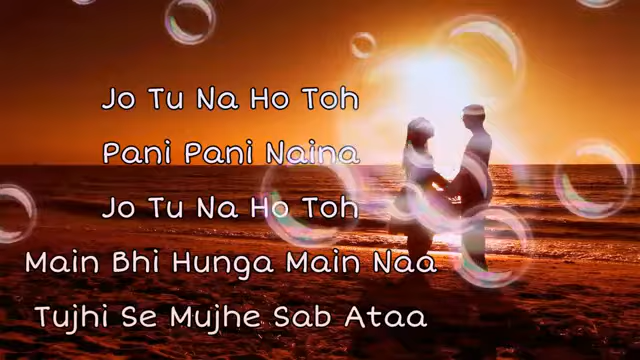 Jo Tu Na Ho Toh
Pani Pani Naina
Jo Tu Na Ho Toh
Main Bhi Hunga Main Naa
Tujhi Se Mujhe Sab Ataa